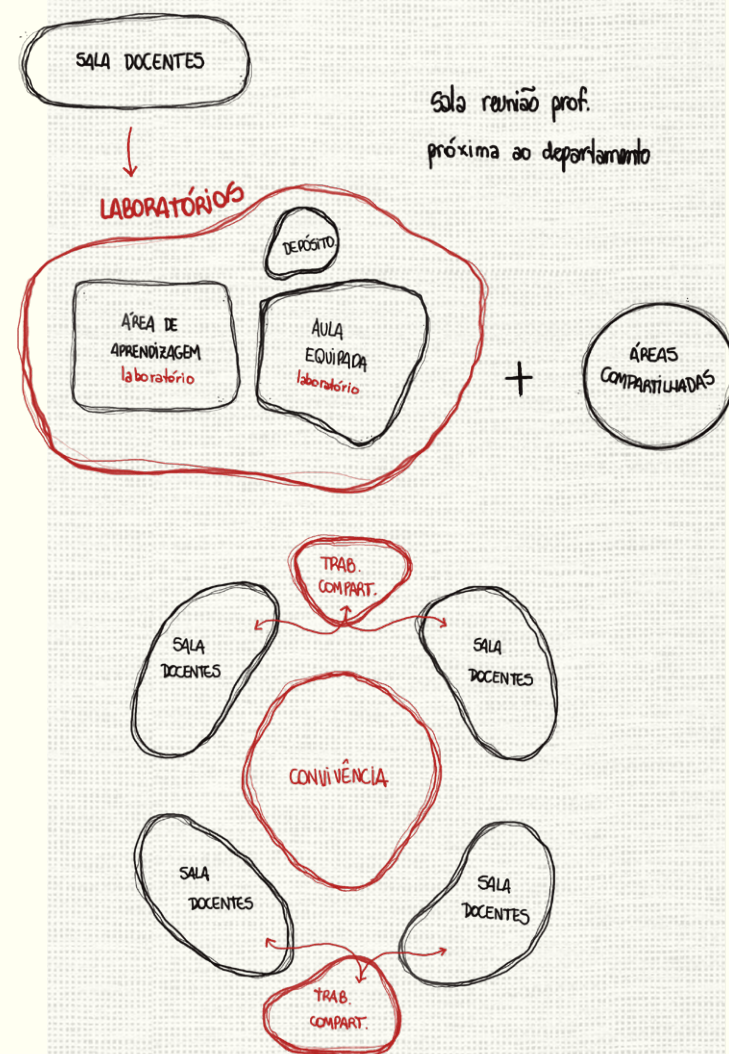 SALA DOCENTES
Sala reunião prof.
próxima ao departamento
LABORATÓRIOS
DEPÓSITO
ÁREA DE
APRENDIZAGEM
laboratório
AULA
EQUIPADA
laboratório
+
ÁREAS
COMPARTILHADAS
TRAB.
COMPART.
SALA
DOCENTES
SALA
DOCENTES
CONVIVÊNCIA
SALA
DOCENTES
SALA
DOCENTES
TRAB.
COMPART.